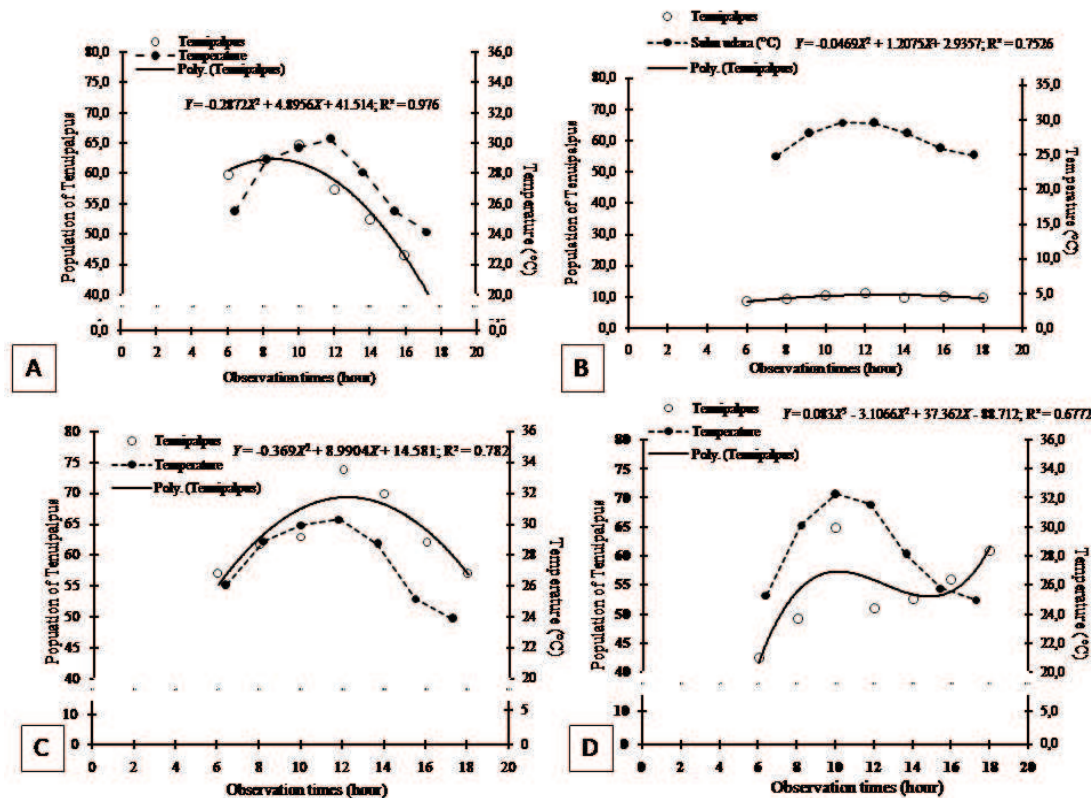 Tenuipalpus
Temperature
Poly. (Tenuipalpus)
Y = -0.2872X² + 4.8956X + 41.514; R² = 0.976
Population of Tenuipalpus
80,0
75,0
70,0
65,0
60,0
55,0
50,0
45,0
40,0
0,0
36,0
34,0
32,0
30,0
28,0
26,0
24,0
22,0
20,0
0,0
Temperature (°C)
0 2 4 6 8 10 12 14 16 18 20
Observation times (hour)
A
Tenuipalpus
Suhu udara (°C)
Y = -0.0469X² + 1.2075X + 2.9357; R² = 0.7526
Poly. (Tenuipalpus)
Population of Tenuipalpus
80,0
70,0
60,0
50,0
40,0
30,0
20,0
10,0
0,0
35,0
30,0
25,0
20,0
15,0
10,0
5,0
0,0
Temperature (°C)
0 2 4 6 8 10 12 14 16 18 20
Observation times (hour)
B
Tenuipalpus
Temperature
Poly. (Tenuipalpus)
Y = -0.369X² + 8.9904X + 14.581; R² = 0.782
Popuation of Tenuipalpus
80
75
70
65
60
55
50
45
40
10
0
36
34
32
30
28
26
24
22
20
5
0
Temperature (°C)
0 2 4 6 8 10 12 14 16 18 20
Observation times (hour)
C
Y = 0.083X³ - 3.1066X² + 37.362X - 88.712; R² = 0.6772
Tenuipalpus
Temperature
Poly. (Tenuipalpus)
Population of Tenuipalpus
80
75
70
65
60
55
50
45
40
10
0
36,0
34,0
32,0
30,0
28,0
26,0
24,0
22,0
20,0
5,0
0,0
Temperature (°C)
0 2 4 6 8 10 12 14 16 18 20
Observation times (hour)
D